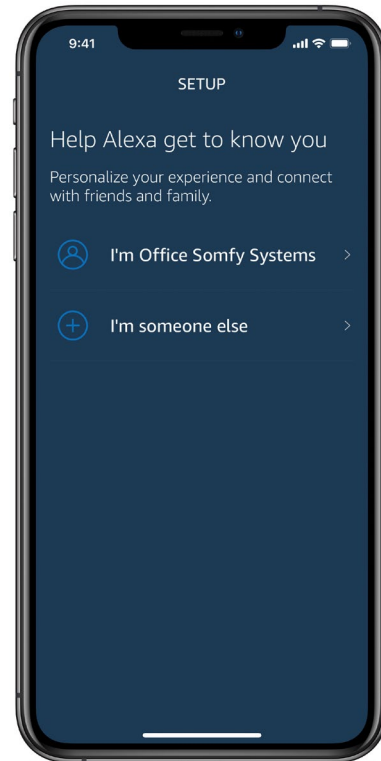 9:41
SETUP
Help Alexa get to know you
Personalize your experience and connect
with friends and family.
I'm Office Somfy Systems
I'm someone else